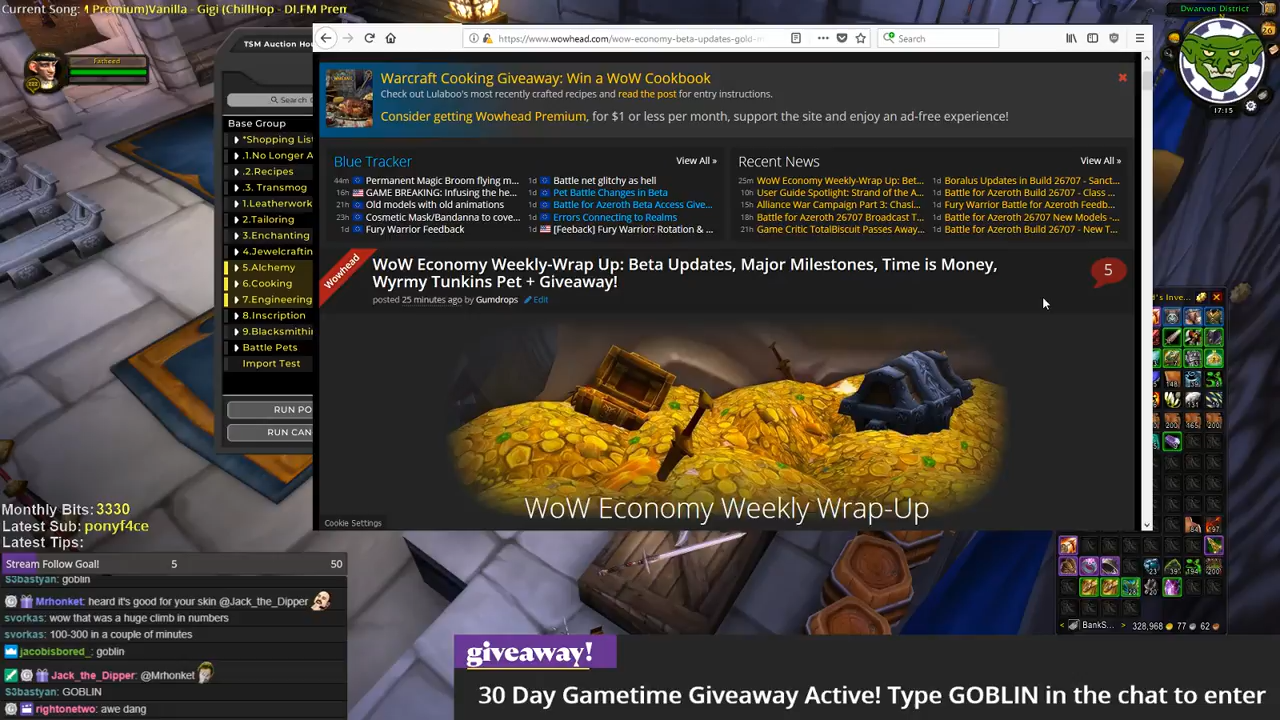 Current Song: (Premium)Vanilla - Gigi (ChillHop - DI.FM Prem
Dwarven District
Fatheed
TSM Auction Hou
https://www.wowhead.com/wow-economy-beta-updates-gold-
Search
Warcraft Cooking Giveaway: Win a WoW Cookbook
Check out Lulaboo's most recently crafted recipes and read the post for entry instructions.
Consider getting Wowhead Premium, for $1 or less per month, support the site and enjoy an ad-free experience!
Blue Tracker View All »
44m Permanent Magic Broom flying m...
16h GAME BREAKING: Infusing the he...
21h Old models with old animations
23h Cosmetic Mask/Bandanna to cove...
1d Fury Warrior Feedback
1d Battle net glitchy as hell
1d Pet Battle Changes in Beta
1d Battle for Azeroth Beta Access Give...
1d Errors Connecting to Realms
1d [Feeback] Fury Warrior: Rotation & ...
Recent News View All »
25m WoW Economy Weekly-Wrap Up: Bet...
10h User Guide Spotlight: Strand of the A...
15h Alliance War Campaign Part 3: Chasi...
18h Battle for Azeroth 26707 Broadcast T...
21h Game Critic TotalBiscuit Passes Away...
1d Boralus Updates in Build 26707 - Sanct...
1d Battle for Azeroth Build 26707 - Class ...
1d Fury Warrior Battle for Azeroth Feedb...
1d Battle for Azeroth 26707 New Models -...
1d Battle for Azeroth Build 26707 - New T...
Wowhead
WoW Economy Weekly-Wrap Up: Beta Updates, Major Milestones, Time is Money,
Wyrmy Tunkins Pet + Giveaway!
5
posted 25 minutes ago by Gumdrops Edit
WoW Economy Weekly Wrap-Up
Cookie Settings
Search
Base Group
*Shopping List
.1.No Longer A
.2.Recipes
.3. Transmog
1.Leatherwork
2.Tailoring
3.Enchanting
4.Jewelcrafting
5.Alchemy
6.Cooking
7.Engineering
8.Inscription
9.Blacksmithin
Battle Pets
Import Test
RUN PO
RUN CAN
17:15
26
d's Inve...
BankS...
328,968 77 62
Monthly Bits: 3330
Latest Sub: ponyf4ce
Latest Tips:
Stream Follow Goal! 5 50
S3bastyan: goblin
Mrhonket: heard it's good for your skin @Jack_the_Dipper
svorkas: wow that was a huge climb in numbers
svorkas: 100-300 in a couple of minutes
jacobisbored_: goblin
Jack_the_Dipper: @Mrhonket
S3bastyan: GOBLIN
rightonetwo: awe dang
giveaway!
30 Day Gametime Giveaway Active! Type GOBLIN in the chat to enter